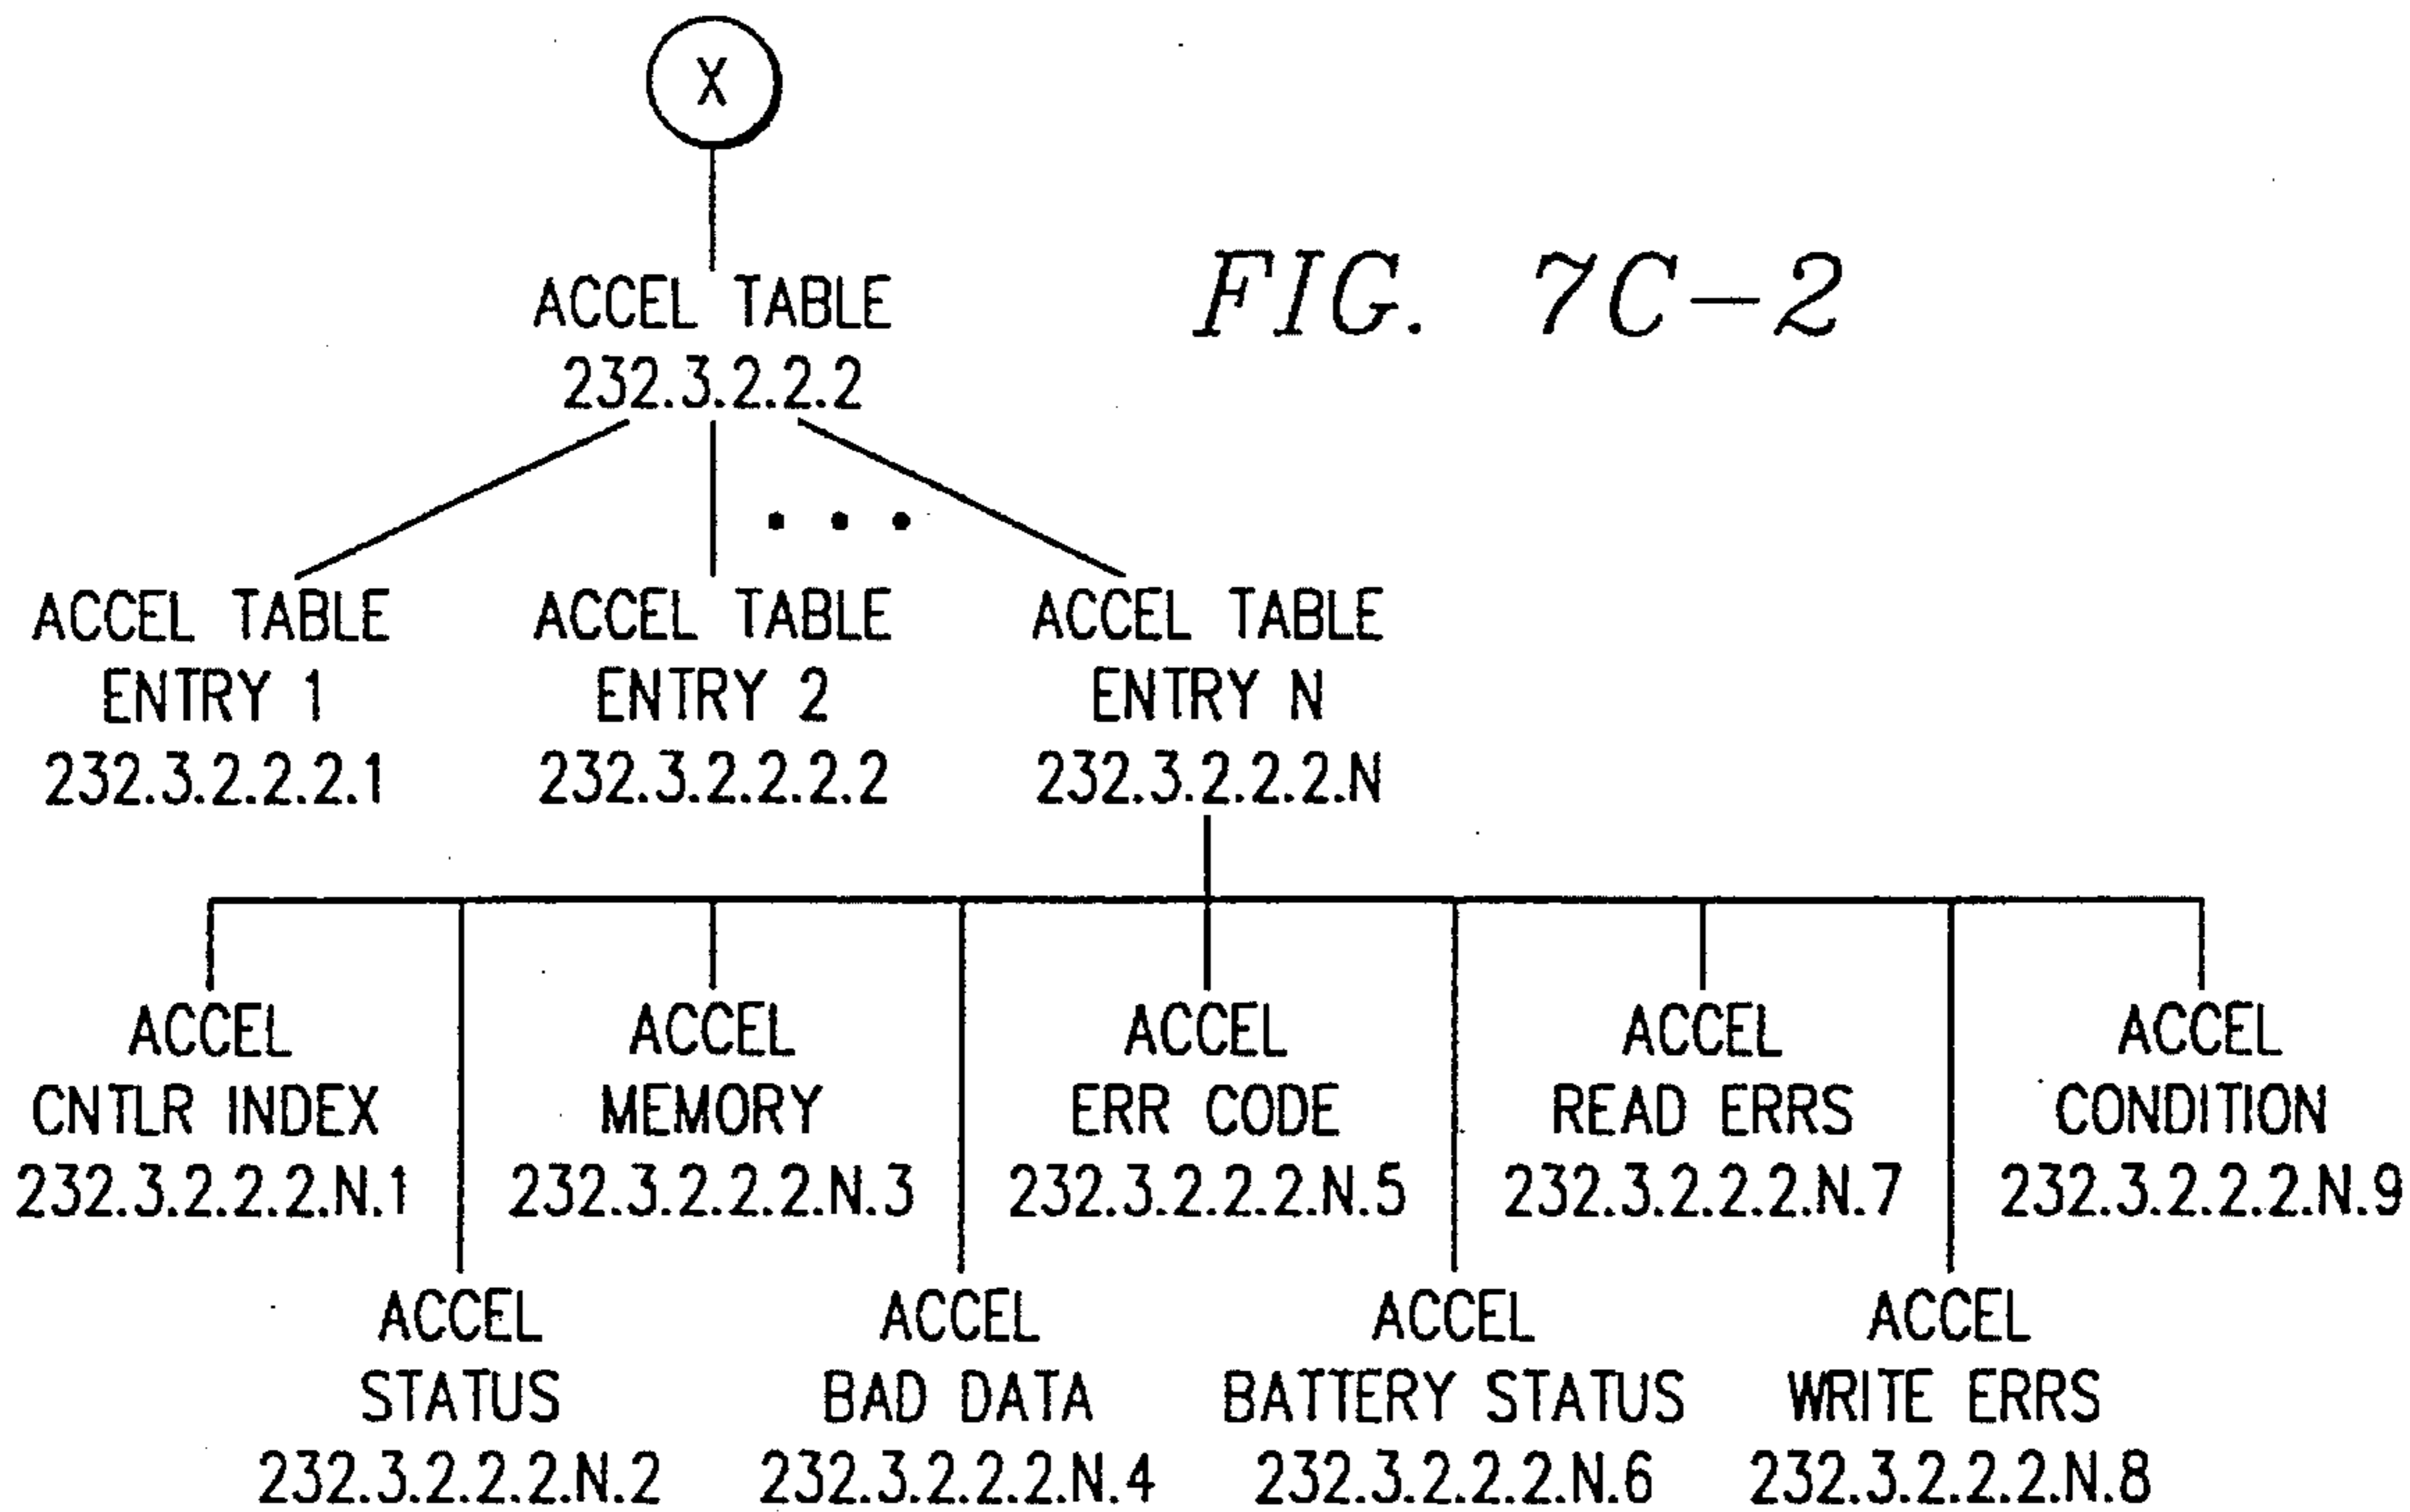 X
ACCEL TABLE
232.3.2.2.2
FIG. 7C-2
ACCEL TABLE
ENTRY 1
232.3.2.2.2.1
ACCEL TABLE
ENTRY 2
232.3.2.2.2.2
ACCEL TABLE
ENTRY N
232.3.2.2.2.N
ACCEL
CNTLR INDEX
232.3.2.2.2.N.1
ACCEL
STATUS
232.3.2.2.2.N.2
ACCEL
MEMORY
232.3.2.2.2.N.3
ACCEL
BAD DATA
232.3.2.2.2.N.4
ACCEL
ERR CODE
232.3.2.2.2.N.5
ACCEL
BATTERY STATUS
232.3.2.2.2.N.6
ACCEL
READ ERRS
232.3.2.2.2.N.7
ACCEL
WRITE ERRS
232.3.2.2.2.N.8
ACCEL
CONDITION
232.3.2.2.2.N.9